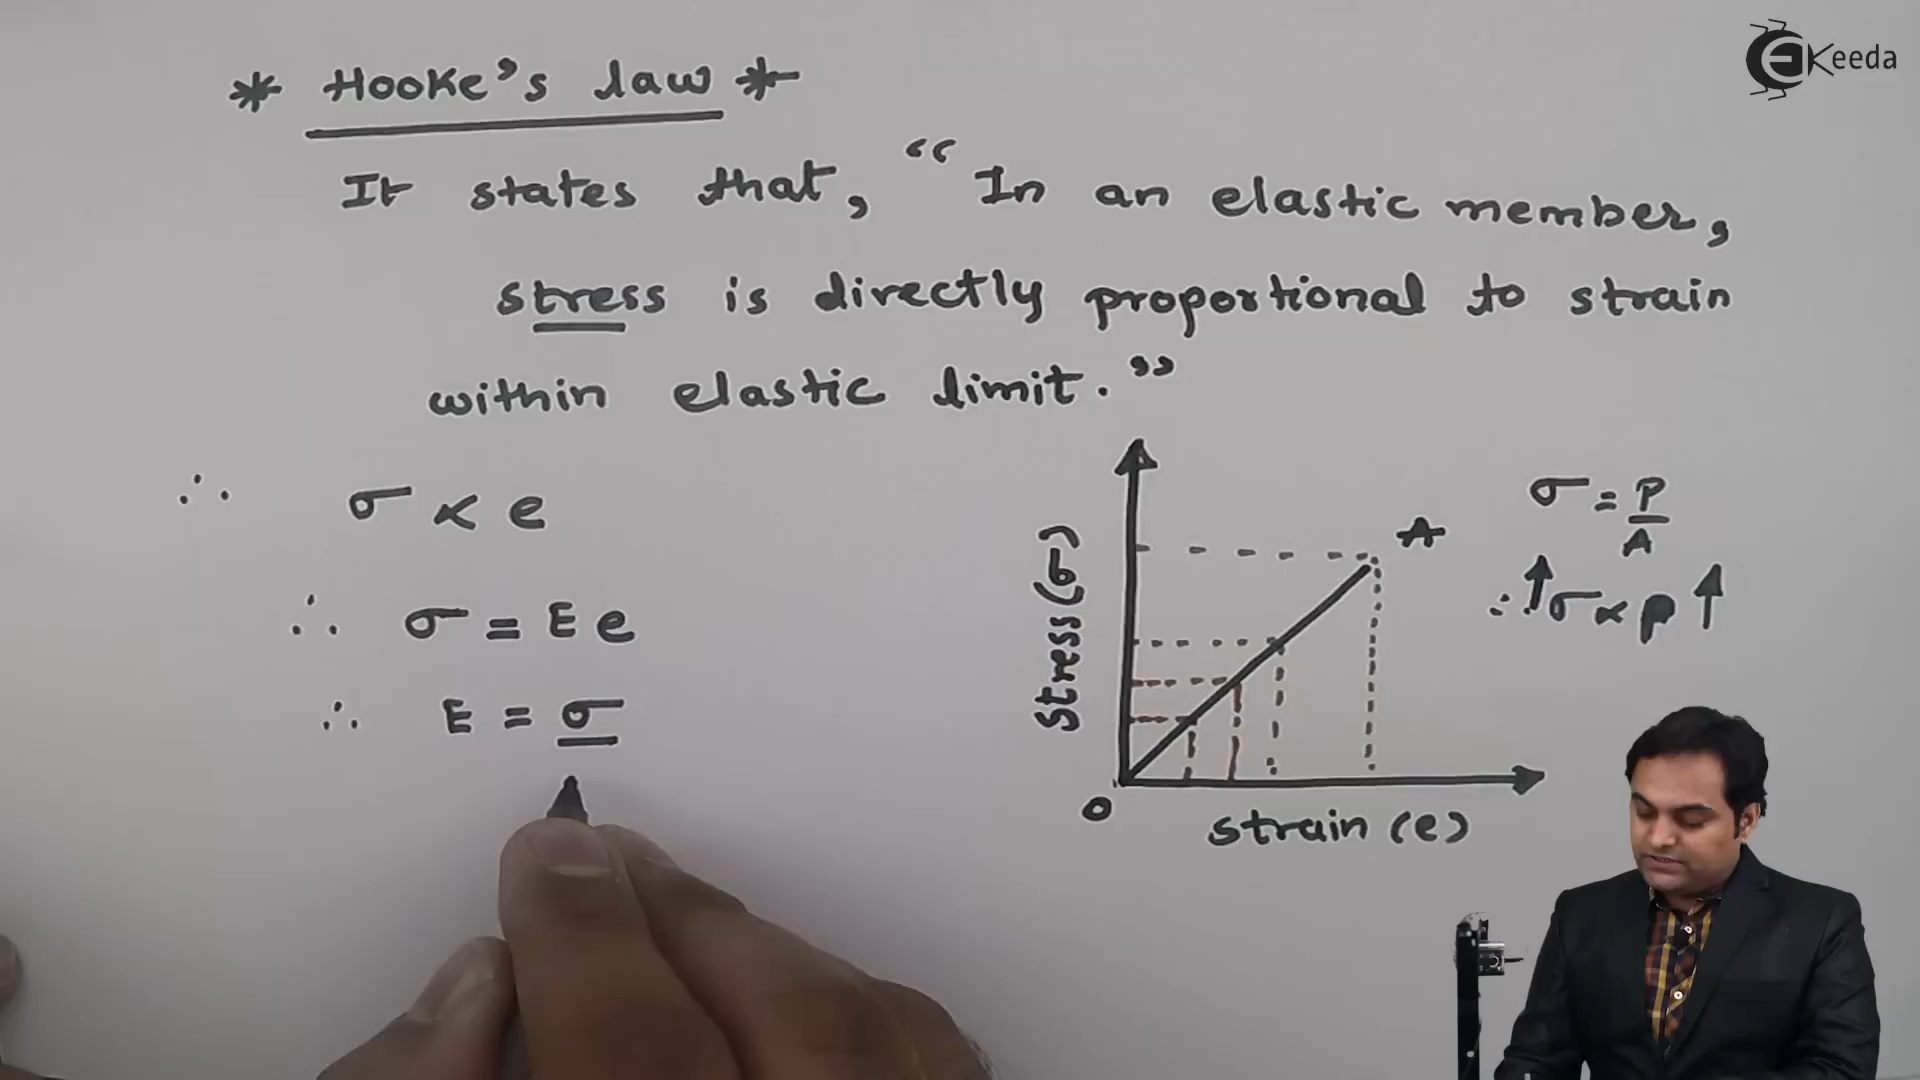 EKeeda
* Hooke's law *
It states that, “In an elastic member,
stress is directly proportional to strain
within elastic limit.”
∴ σ ∝ e
∴ σ = E e
∴ E = σ
Stress (σ)
A
O
strain (e)
σ = P/A
∴ ↑σ ∝ P↑